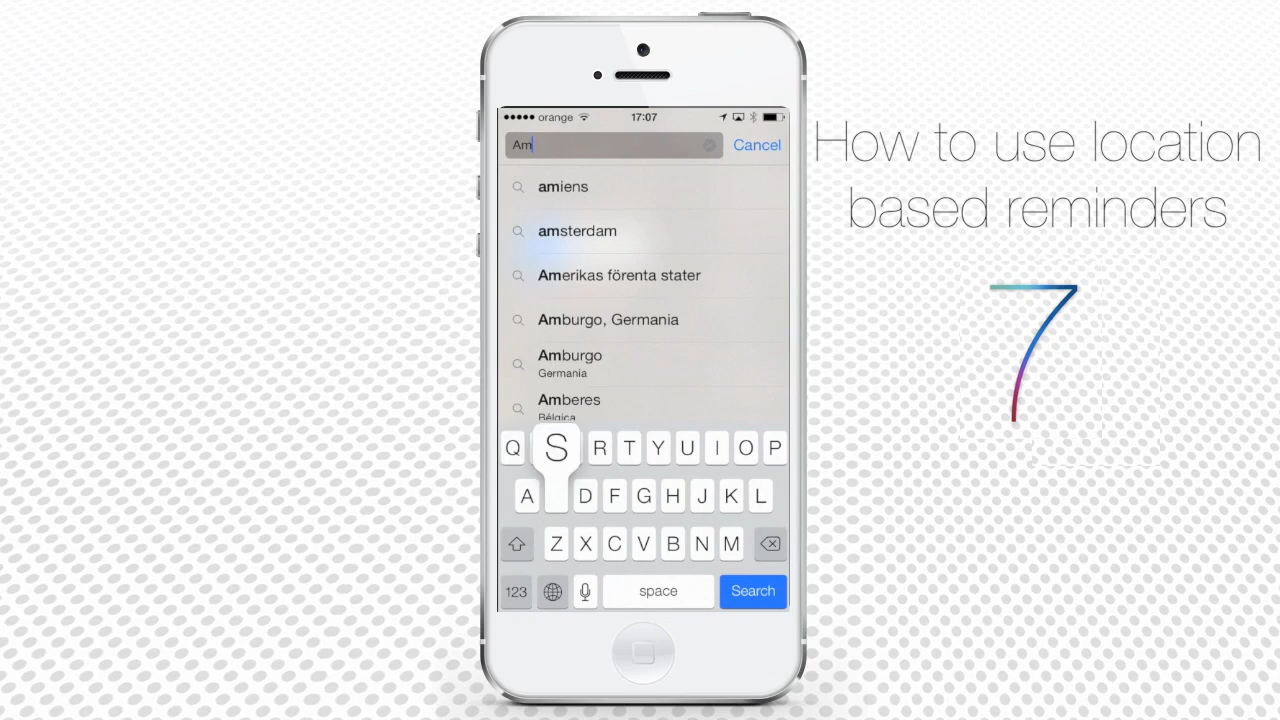 orange
17:07
Am
Cancel
How to use location
based reminders
amiens
amsterdam
Amerikas förenta stater
Amburgo, Germania
Amburgo
Germania
Amberes
Bélgica
7
Q S R T Y U I O P
A D F G H J K L
Z X C V B N M
123
space
Search